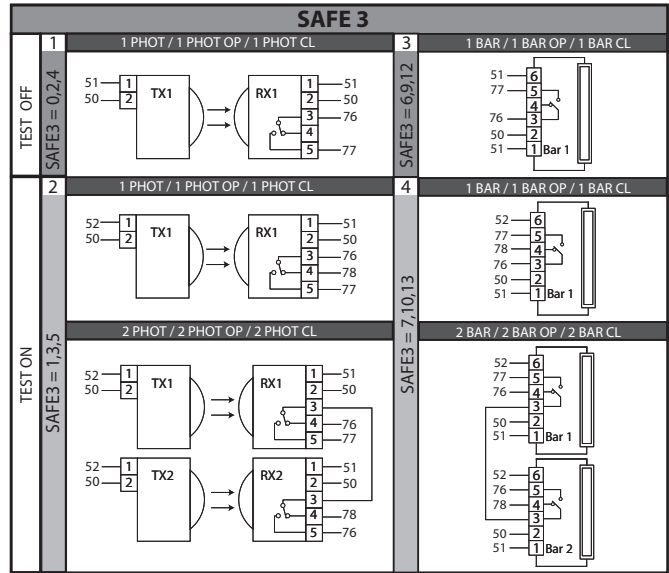 SAFE 3
TEST OFF
SAFE3 = 0,2,4
1
1 PHOT / 1 PHOT OP / 1 PHOT CL
51 1 TX1 RX1 1 51
50 2 2 50
3 76
4
5 77
SAFE3 = 6,9,12
3
1 BAR / 1 BAR OP / 1 BAR CL
51 6
77 5
4
76 3
50 2
51 1 Bar 1
TEST ON
SAFE3 = 1,3,5
2
1 PHOT / 1 PHOT OP / 1 PHOT CL
52 1 TX1 RX1 1 51
50 2 2 50
3 76
4 78
5 77
2 PHOT / 2 PHOT OP / 2 PHOT CL
52 1 TX1 RX1 1 51
50 2 2 50
3
4 76
5 77
52 1 TX2 RX2 1 51
50 2 2 50
3
4 78
5 76
SAFE3 = 7,10,13
4
1 BAR / 1 BAR OP / 1 BAR CL
52 6
77 5
78 4
76 3
50 2
51 1 Bar 1
2 BAR / 2 BAR OP / 2 BAR CL
52 6
77 5
76 4
3
50 2
51 1 Bar 1
52 6
76 5
78 4
3
50 2
51 1 Bar 2